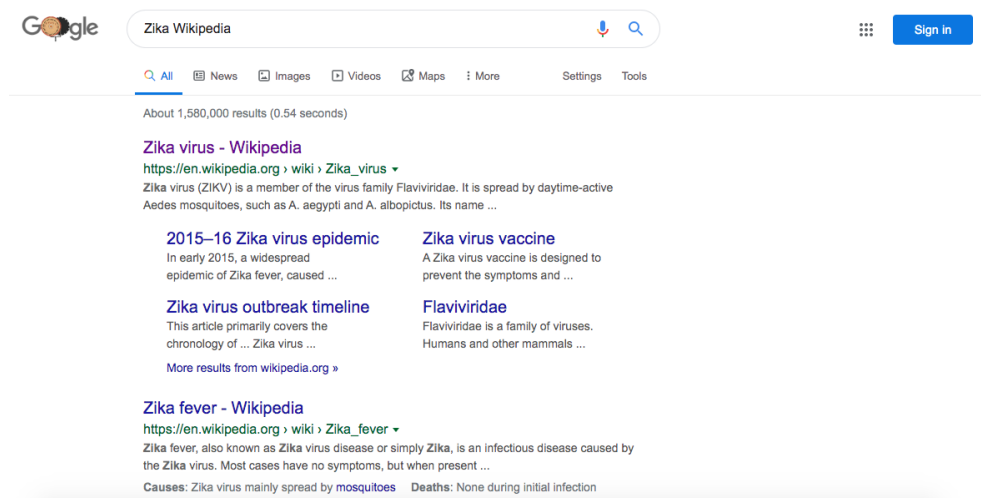 Google
Zika Wikipedia
Sign in
All News Images Videos Maps More Settings Tools
About 1,580,000 results (0.54 seconds)
Zika virus - Wikipedia
https://en.wikipedia.org › wiki › Zika_virus
Zika virus (ZIKV) is a member of the virus family Flaviviridae. It is spread by daytime-active
Aedes mosquitoes, such as A. aegypti and A. albopictus. Its name ...
2015–16 Zika virus epidemic
In early 2015, a widespread
epidemic of Zika fever, caused ...
Zika virus vaccine
A Zika virus vaccine is designed to
prevent the symptoms and ...
Zika virus outbreak timeline
This article primarily covers the
chronology of ... Zika virus ...
Flaviviridae
Flaviviridae is a family of viruses.
Humans and other mammals ...
More results from wikipedia.org »
Zika fever - Wikipedia
https://en.wikipedia.org › wiki › Zika_fever
Zika fever, also known as Zika virus disease or simply Zika, is an infectious disease caused by
the Zika virus. Most cases have no symptoms, but when present ...
Causes: Zika virus mainly spread by mosquitoes Deaths: None during initial infection